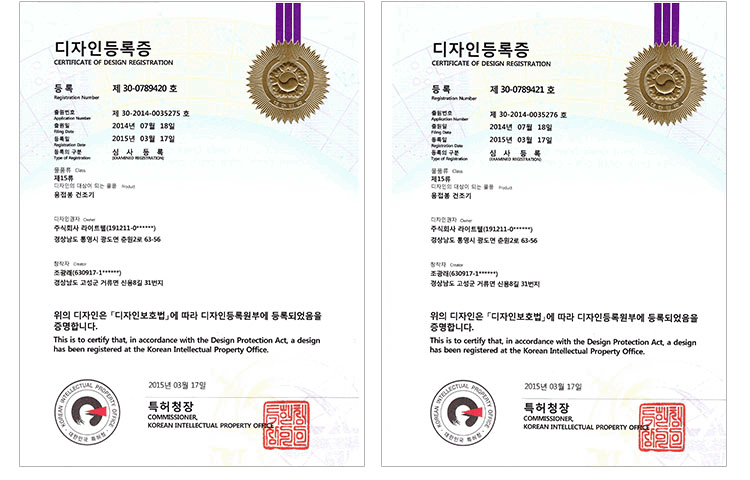 디자인등록증
CERTIFICATE OF DESIGN REGISTRATION
등 록 제 30-0789420 호
Registration Number
출원번호 제 30-2014-0035275 호
Application Number
출원일 2014년 07월 18일
Filing Date
등록일 2015년 03월 17일
Registration Date
등록의 구분 심 사 등 록
Type of Registration (EXAMINED REGISTRATION)
물품류 Class
제15류
디자인의 대상이 되는 물품 Product
용접봉 건조기
디자인권자 Owner
주식회사 라이트웰(191211-0******)
경상남도 통영시 광도면 춘원2로 63-56
창작자 Creator
조광래(630917-1******)
경상남도 고성군 거류면 신용8길 31번지
위의 디자인은 「디자인보호법」에 따라 디자인등록원부에 등록되었음을
증명합니다.
This is to certify that, in accordance with the Design Protection Act, a design
has been registered at the Korean Intellectual Property Office.
2015년 03월 17일
특허청장
COMMISSIONER,
KOREAN INTELLECTUAL PROPERTY OFFICE
KOREAN INTELLECTUAL PROPERTY OFFICE
대한민국 특허청
디자인등록증
CERTIFICATE OF DESIGN REGISTRATION
등 록 제 30-0789421 호
Registration Number
출원번호 제 30-2014-0035276 호
Application Number
출원일 2014년 07월 18일
Filing Date
등록일 2015년 03월 17일
Registration Date
등록의 구분 심 사 등 록
Type of Registration (EXAMINED REGISTRATION)
물품류 Class
제15류
디자인의 대상이 되는 물품 Product
용접봉 건조기
디자인권자 Owner
주식회사 라이트웰(191211-0******)
경상남도 통영시 광도면 춘원2로 63-56
창작자 Creator
조광래(630917-1******)
경상남도 고성군 거류면 신용8길 31번지
위의 디자인은 「디자인보호법」에 따라 디자인등록원부에 등록되었음을
증명합니다.
This is to certify that, in accordance with the Design Protection Act, a design
has been registered at the Korean Intellectual Property Office.
2015년 03월 17일
특허청장
COMMISSIONER,
KOREAN INTELLECTUAL PROPERTY OFFICE
KOREAN INTELLECTUAL PROPERTY OFFICE
대한민국 특허청